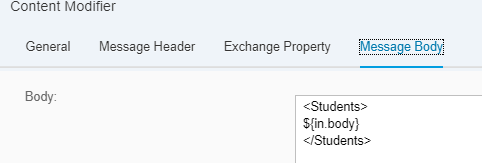 Content Modifier
General Message Header Exchange Property Message Body
Body:
<Students>
${in.body}
</Students>